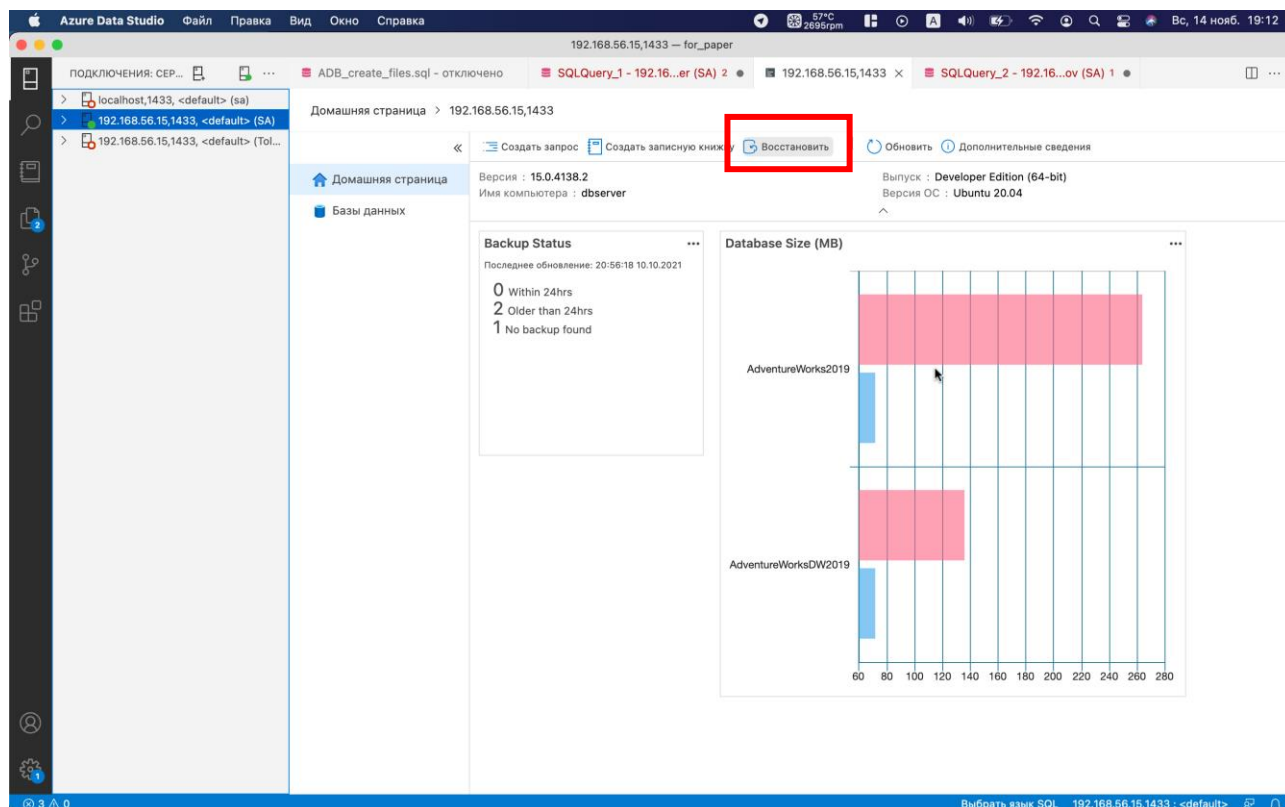 Azure Data Studio Файл Правка Вид Окно Справка 57°C 2695rpm A Вс, 14 нояб. 19:12
192.168.56.15,1433 — for_paper
ПОДКЛЮЧЕНИЯ: СЕР... ...
ADB_create_files.sql - отключено SQLQuery_1 - 192.16...er (SA) 2 192.168.56.15,1433 SQLQuery_2 - 192.16...ov (SA) 1 ...
localhost,1433, <default> (sa)
192.168.56.15,1433, <default> (SA)
192.168.56.15,1433, <default> (Tol...
Домашняя страница > 192.168.56.15,1433
Создать запрос Создать записную книжку Восстановить Обновить Дополнительные сведения
Домашняя страница
Базы данных
Версия : 15.0.4138.2
Имя компьютера : dbserver
Выпуск : Developer Edition (64-bit)
Версия ОС : Ubuntu 20.04
Backup Status ...
Последнее обновление: 20:56:18 10.10.2021
0 Within 24hrs
2 Older than 24hrs
1 No backup found
Database Size (MB) ...
AdventureWorks2019
AdventureWorksDW2019
60 80 100 120 140 160 180 200 220 240 260 280
2
1
3 0 Выбрать язык SQL 192.168.56.15,1433 : <default>